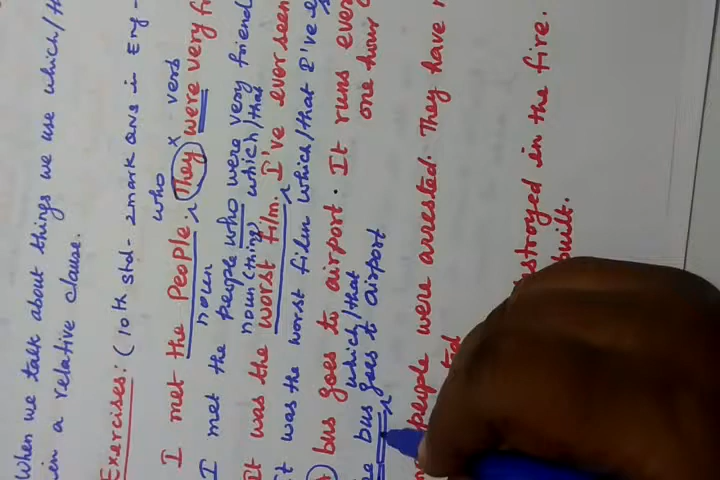 When we talk about things we use which/th
in a relative clause.
Exercises: (10th std- 2mark ans in Eng-
who x verb
I met the People. They were very fr
noun
I met the people who were very friend
noun (thing) which/that
It was the worst film. I've ever seen
It was the worst film which/that I've e
A bus goes to airport. It runs ever
one hour
which/that
bus goes t airport
people were arrested. They have
estroyed in the fire.
built.